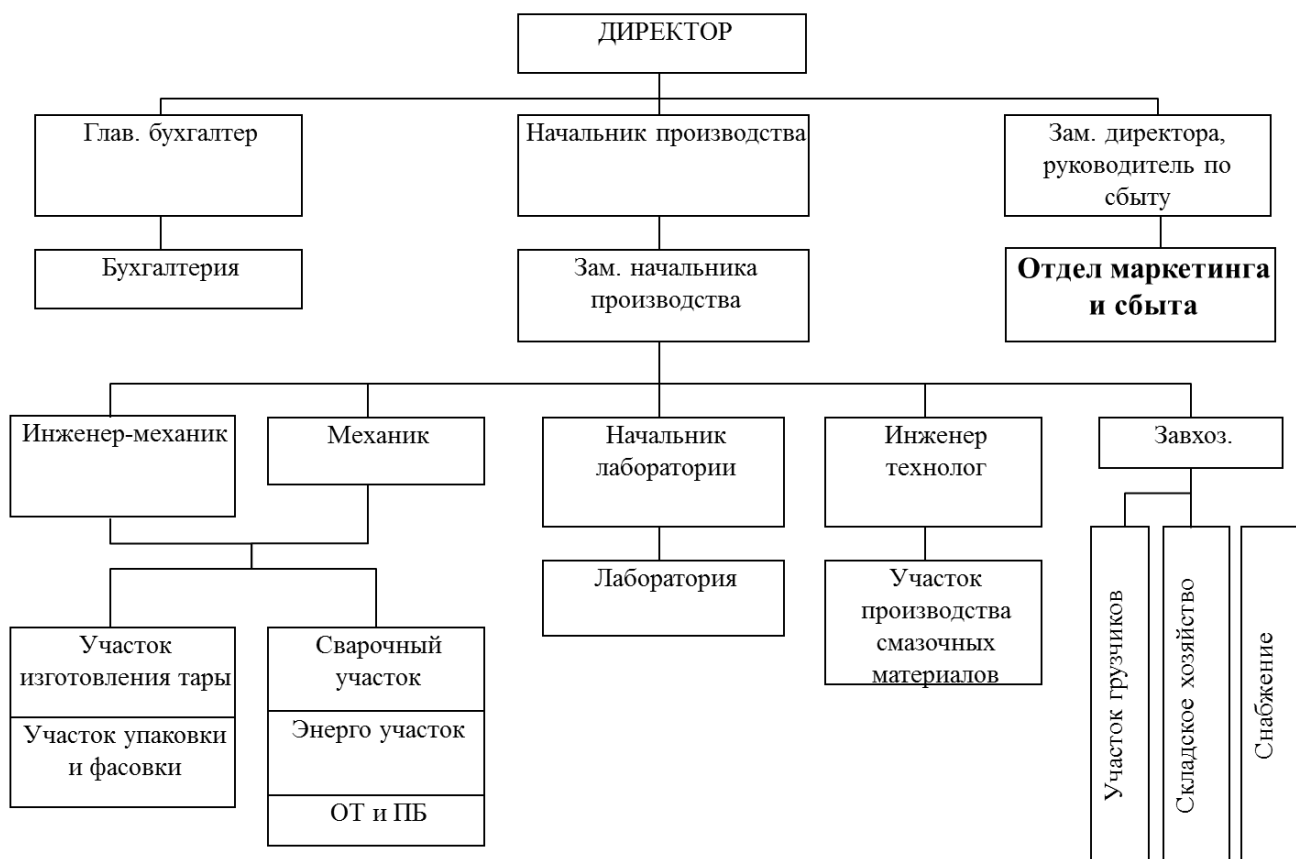 ДИРЕКТОР
Глав. бухгалтер
Начальник производства
Зам. директора,
руководитель по
сбыту
Бухгалтерия
Зам. начальника
производства
Отдел маркетинга
и сбыта
Инженер-механик
Механик
Начальник
лаборатории
Инженер
технолог
Завхоз.
Лаборатория
Участок
производства
смазочных
материалов
Участок
изготовления тары
Участок упаковки
и фасовки
Сварочный
участок
Энерго участок
ОТ и ПБ
Участок грузчиков
Складское хозяйство
Снабжение